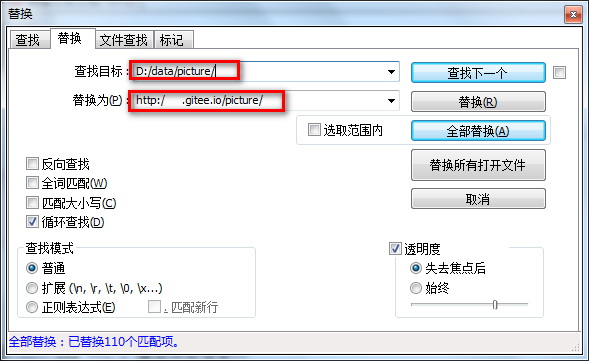 替换
查找 替换 文件查找 标记
查找目标: D:/data/picture/ 查找下一个
替换为(P): http:/ .gitee.io/picture/ 替换(R)
选取范围内 全部替换(A)
反向查找 替换所有打开文件
全词匹配(W)
匹配大小写(C) 取消
循环查找(D)
查找模式 透明度
普通 失去焦点后
扩展 (\n, \r, \t, \0, \x...) 始终
正则表达式(E) . 匹配新行
全部替换: 已替换110个匹配项。